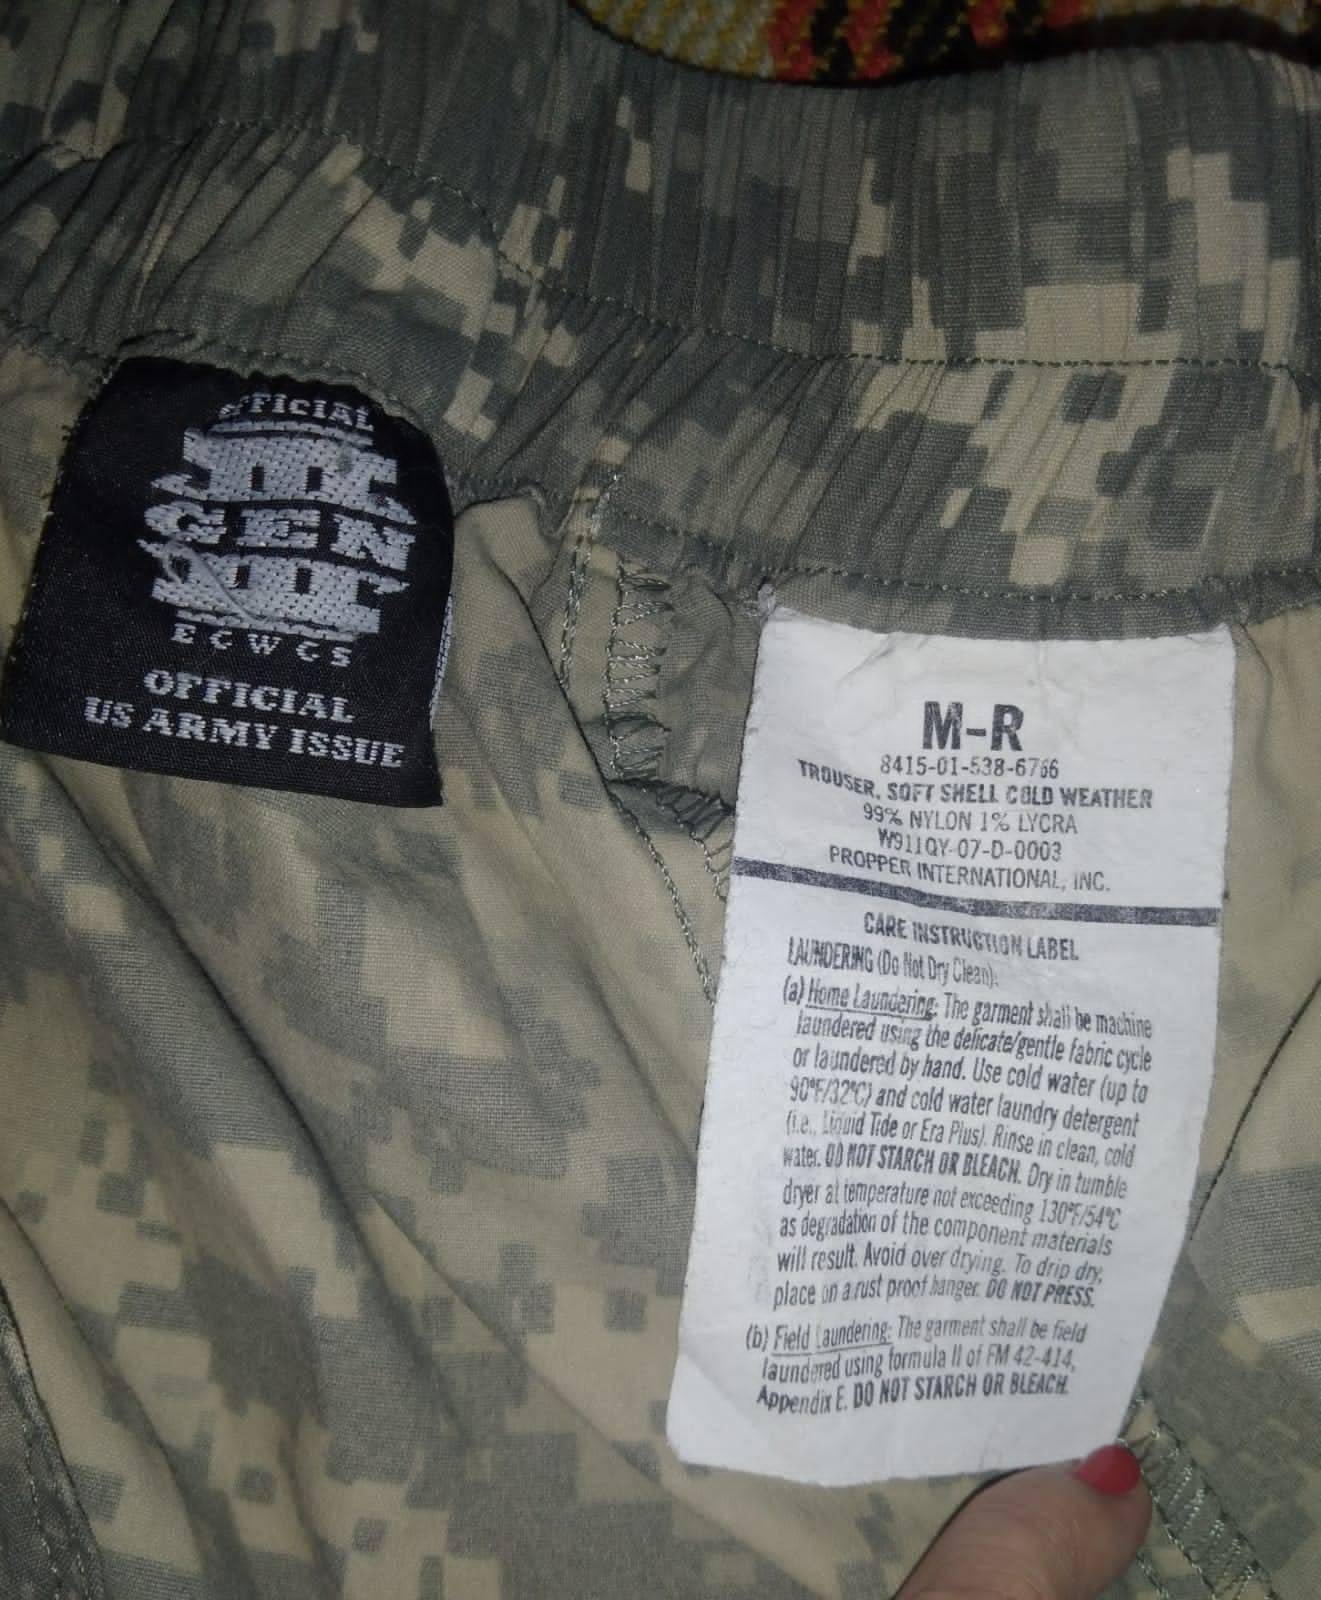 OFFICIAL
III
GEN
III
ECWCS
OFFICIAL
US ARMY ISSUE
M-R
8415-01-538-6766
TROUSER, SOFT SHELL COLD WEATHER
99% NYLON 1% LYCRA
W911QY-07-D-0003
PROPPER INTERNATIONAL, INC.
CARE INSTRUCTION LABEL
LAUNDERING (Do Not Dry Clean):
(a) Home Laundering: The garment shall be machine
laundered using the delicate/gentle fabric cycle
or laundered by hand. Use cold water (up to
90°F/32°C) and cold water laundry detergent
(i.e., Liquid Tide or Era Plus). Rinse in clean, cold
water. DO NOT STARCH OR BLEACH. Dry in tumble
dryer at temperature not exceeding 130°F/54°C
as degradation of the component materials
will result. Avoid over drying. To drip dry,
place on a rust proof hanger. DO NOT PRESS.
(b) Field Laundering: The garment shall be field
laundered using formula II of FM 42-414,
Appendix E. DO NOT STARCH OR BLEACH.